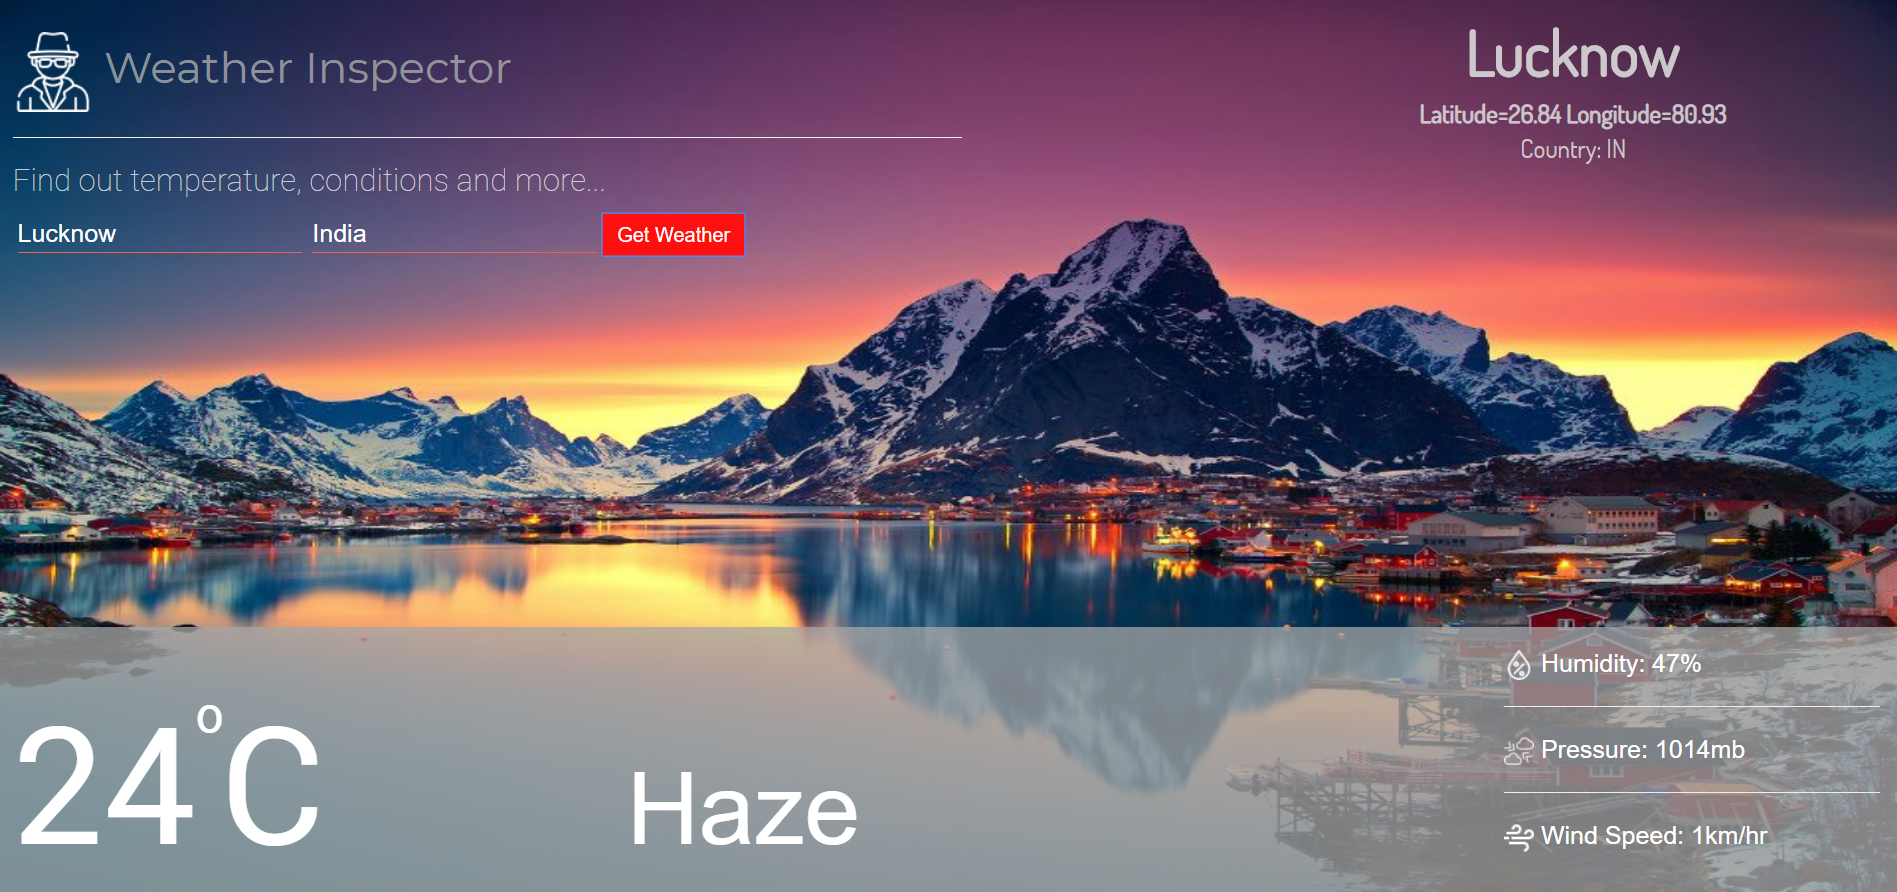 Weather Inspector
Find out temperature, conditions and more...
Lucknow
India
Get Weather
Lucknow
Latitude=26.84 Longitude=80.93
Country: IN
24°C
Haze
Humidity: 47%
Pressure: 1014mb
Wind Speed: 1km/hr